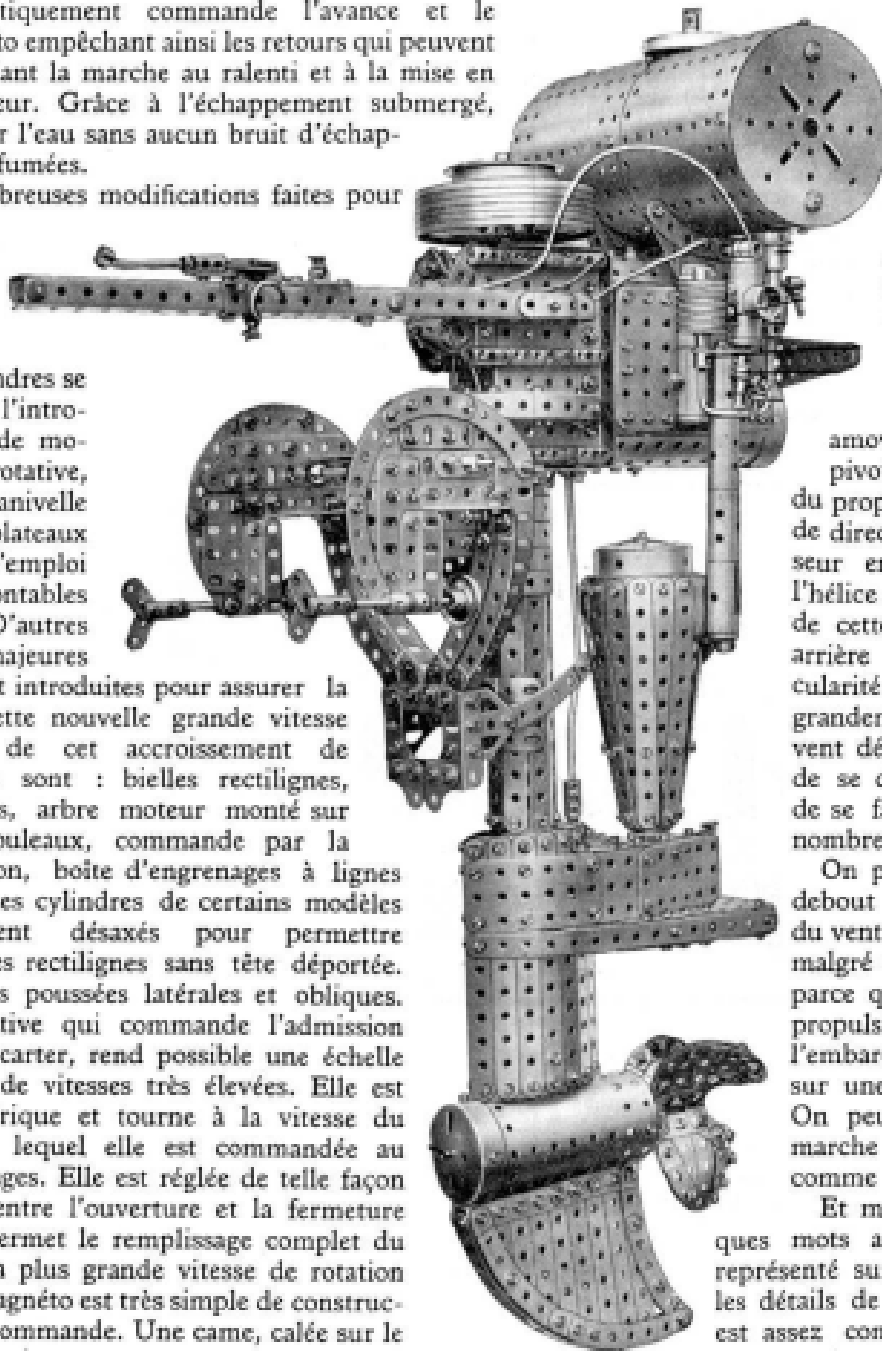 tiquement commande l'avance et le
to empêchant ainsi les retours qui peuvent
ant la marche au ralenti et à la mise en
eur. Grâce à l'échappement submergé,
r l'eau sans aucun bruit d'échap-
fumées.
breuses modifications faites pour
ndres se
l'intro-
de mo-
rotative,
anivelle
plateaux
'emploi
ontables
D'autres
najeures
t introduites pour assurer la
ette nouvelle grande vitesse
de cet accroissement de
sont : bielles rectilignes,
s, arbre moteur monté sur
ouleaux, commande par la
on, boîte d'engrenages à lignes
es cylindres de certains modèles
ent désaxés pour permettre
es rectilignes sans tête déportée.
s poussées latérales et obliques.
tive qui commande l'admission
carter, rend possible une échelle
de vitesses très élevées. Elle est
rique et tourne à la vitesse du
lequel elle est commandée au
ages. Elle est réglée de telle façon
entre l'ouverture et la fermeture
ermet le remplissage complet du
a plus grande vitesse de rotation
agnéto est très simple de construc-
ommande. Une came, calée sur le
amov
pivo
du prop
de direc
seur en
l'hélice
de cette
arrière
cularité
grander
vent dé
de se d
de se fa
nombre
On p
debout
du vent
malgré
parce q
propuls
l'embar
sur une
On peu
marche
comme
Et m
ques mots a
représenté su
les détails de
est assez con